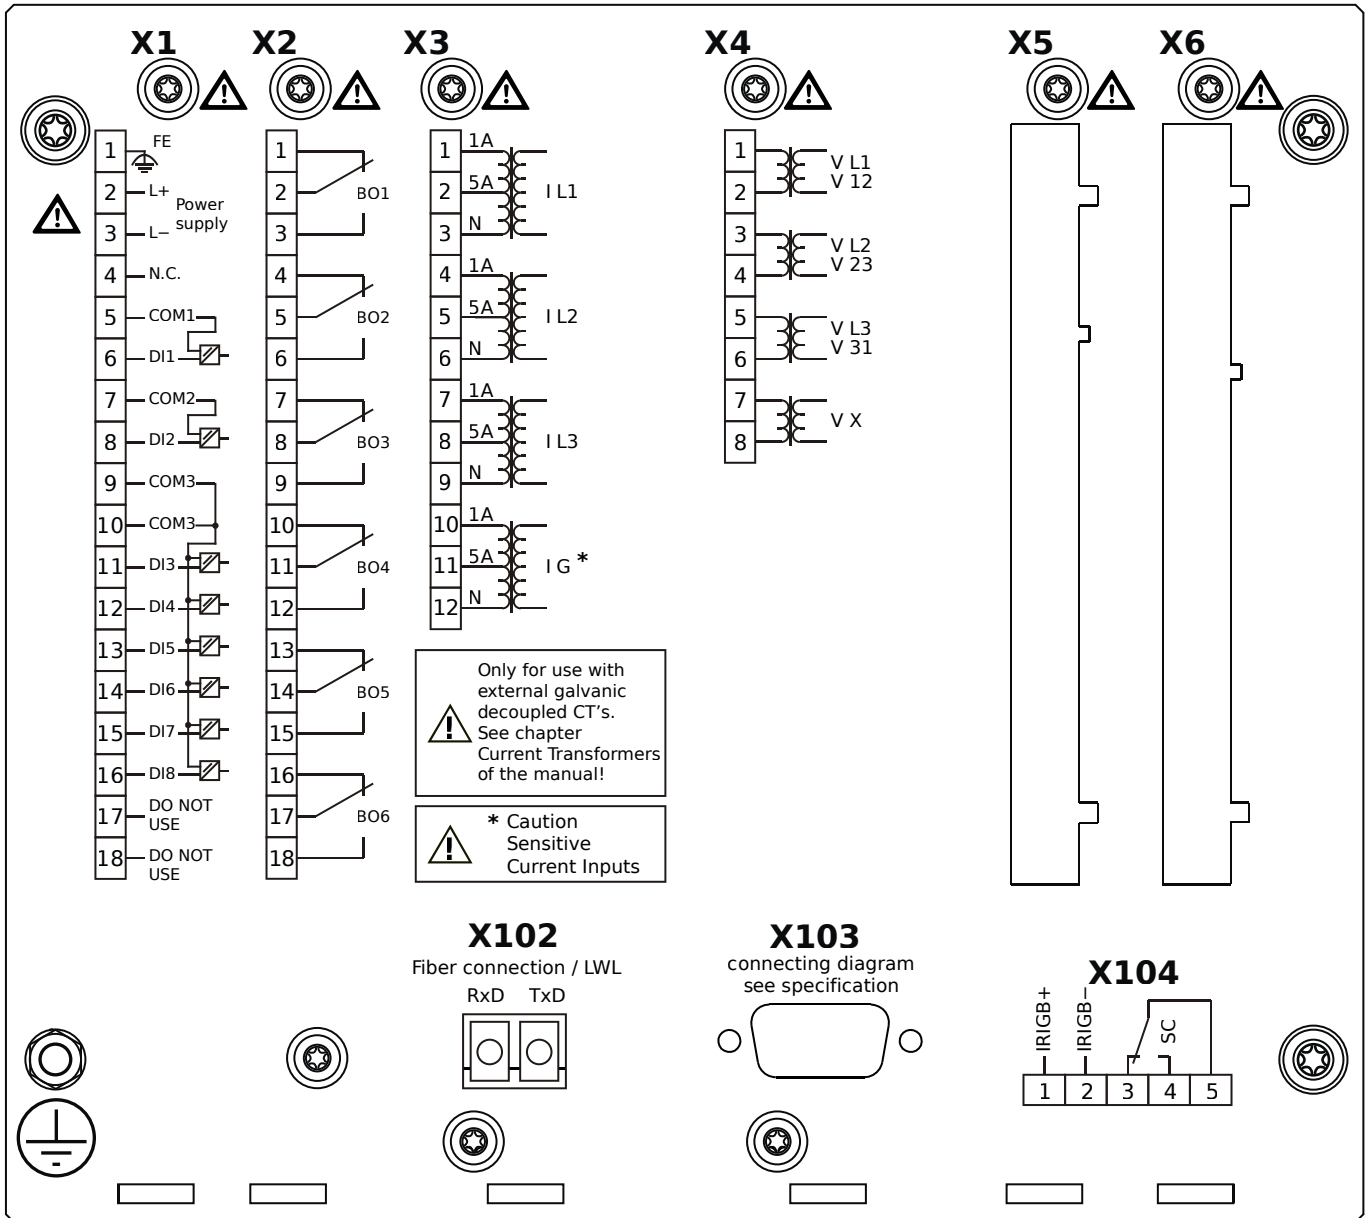 X1 X2 X3 X4 X5 X6
1 FE
2 L+
Power
supply
3 L−
4 N.C.
5 COM1
6 DI1
7 COM2
8 DI2
9 COM3
10 COM3
11 DI3
12 DI4
13 DI5
14 DI6
15 DI7
16 DI8
17 DO NOT
USE
18 DO NOT
USE
1
2 BO1
3
4
5 BO2
6
7
8 BO3
9
10
11 BO4
12
13
14 BO5
15
16
17 BO6
18
1 1A
2 5A I L1
3 N
4 1A
5 5A I L2
6 N
7 1A
8 5A I L3
9 N
10 1A
11 5A I G *
12 N
Only for use with
external galvanic
decoupled CT's.
See chapter
Current Transformers
of the manual!
* Caution
Sensitive
Current Inputs
1 V L1
2 V 12
3 V L2
4 V 23
5 V L3
6 V 31
7 V X
8
X102
Fiber connection / LWL
RxD TxD
X103
connecting diagram
see specification
X104
IRIGB+
IRIGB−
SC
1 2 3 4 5